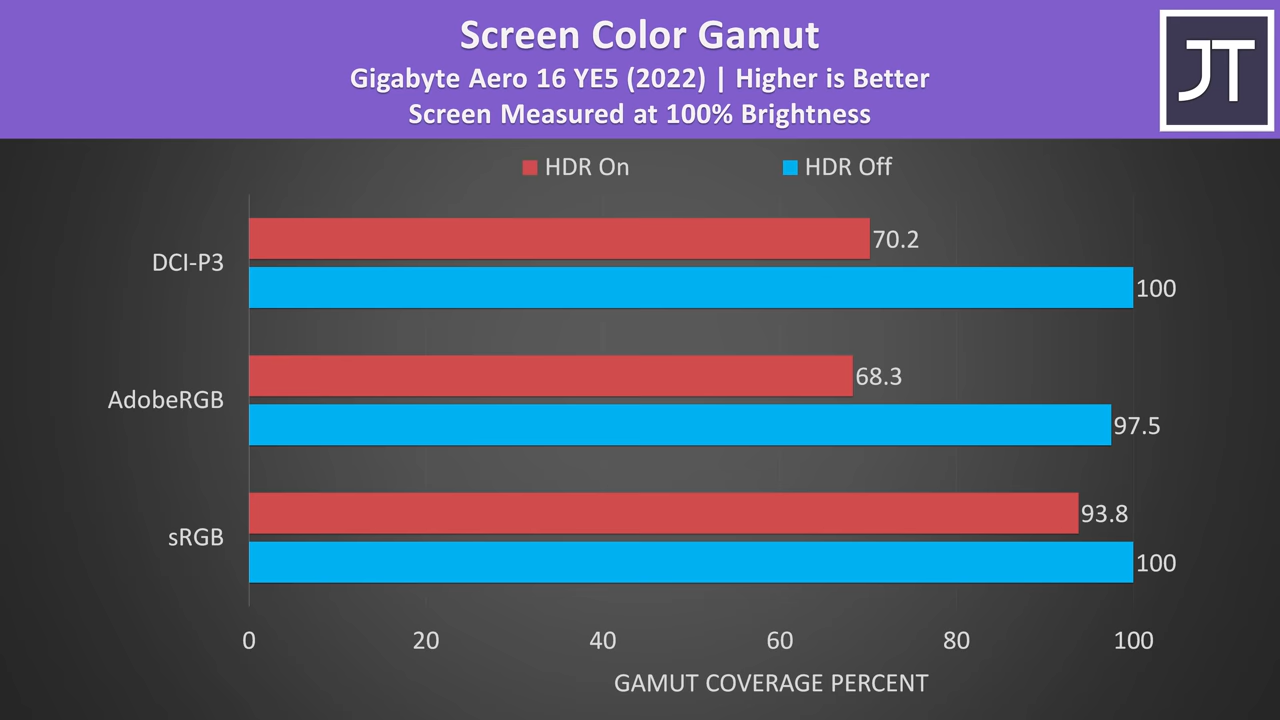 Screen Color Gamut
Gigabyte Aero 16 YE5 (2022) | Higher is Better
Screen Measured at 100% Brightness
JT
HDR On
HDR Off
DCI-P3
70.2
100
AdobeRGB
68.3
97.5
sRGB
93.8
100
0 20 40 60 80 100
GAMUT COVERAGE PERCENT